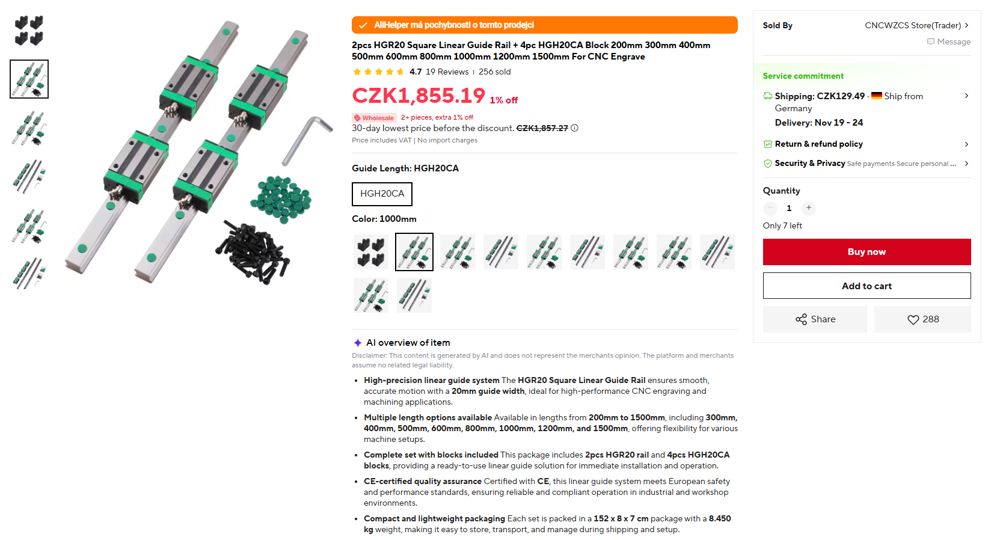 AliHelper má pochybnosti o tomto prodejci
2pcs HGR20 Square Linear Guide Rail + 4pc HGH20CA Block 200mm 300mm 400mm
500mm 600mm 800mm 1000mm 1200mm 1500mm For CNC Engrave
4.7 19 Reviews | 256 sold
CZK1,855.19 1% off
Wholesale 2+ pieces, extra 1% off
30-day lowest price before the discount. CZK1,857.27
Price includes VAT | No import charges
Guide Length: HGH20CA
HGH20CA
Color: 1000mm
AI overview of item
Disclaimer: This content is generated by AI and does not represent the merchants opinion. The platform and merchants
assume no related legal liability.
• High-precision linear guide system The HGR20 Square Linear Guide Rail ensures smooth,
accurate motion with a 20mm guide width, ideal for high-performance CNC engraving and
machining applications.
• Multiple length options available Available in lengths from 200mm to 1500mm, including 300mm,
400mm, 500mm, 600mm, 800mm, 1000mm, 1200mm, and 1500mm, offering flexibility for various
machine setups.
• Complete set with blocks included This package includes 2pcs HGR20 rail and 4pcs HGH20CA
blocks, providing a ready-to-use linear guide solution for immediate installation and operation.
• CE-certified quality assurance Certified with CE, this linear guide system meets European safety
and performance standards, ensuring reliable and compliant operation in industrial and workshop
environments.
• Compact and lightweight packaging Each set is packed in a 152 x 8 x 7 cm package with a 8.450
kg weight, making it easy to store, transport, and manage during shipping and setup.
Sold By CNCWZCS Store(Trader)
Message
Service commitment
Shipping: CZK129.49 · Ship from
Germany
Delivery: Nov 19 - 24
Return & refund policy
Security & Privacy Safe payments Secure personal ...
Quantity
1
Only 7 left
Buy now
Add to cart
Share
288